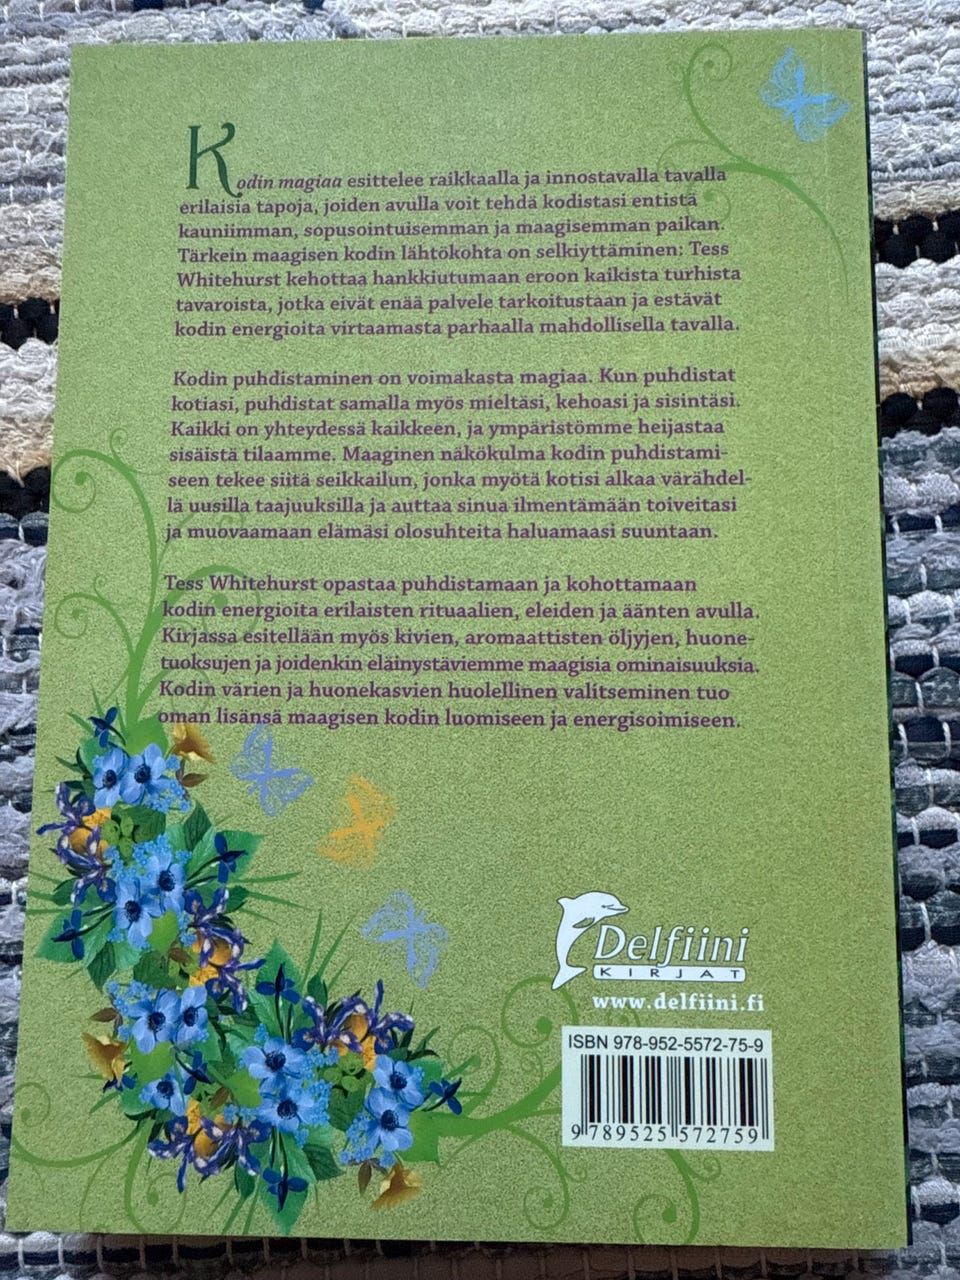 Kodin magiaa esittelee raikkaalla ja innostavalla tavalla
erilaisia tapoja, joiden avulla voit tehdä kodistasi entistä
kauniimman, sopusointuisemman ja maagisemman paikan.
Tärkein maagisen kodin lähtökohta on selkiyttäminen: Tess
Whitehurst kehottaa hankkiutumaan eroon kaikista turhista
tavaroista, jotka eivät enää palvele tarkoitustaan ja estävät
kodin energioita virtaamasta parhaalla mahdollisella tavalla.
Kodin puhdistaminen on voimakasta magiaa. Kun puhdistat
kotiasi, puhdistat samalla myös mieltäsi, kehoasi ja sisintäsi.
Kaikki on yhteydessä kaikkeen, ja ympäristömme heijastaa
sisäistä tilaamme. Maaginen näkökulma kodin puhdistami-
seen tekee siitä seikkailun, jonka myötä kotisi alkaa värähdel-
lä uusilla taajuuksilla ja auttaa sinua ilmentämään toiveitasi
ja muovaamaan elämäsi olosuhteita haluamaasi suuntaan.
Tess Whitehurst opastaa puhdistamaan ja kohottamaan
kodin energioita erilaisten rituaalien, eleiden ja äänten avulla.
Kirjassa esitellään myös kivien, aromaattisten öljyjen, huone-
tuoksujen ja joidenkin eläinystäviemme maagisia ominaisuuksia.
Kodin värien ja huonekasvien huolellinen valitseminen tuo
oman lisänsä maagisen kodin luomiseen ja energisoimiseen.
Delfiini
KIRJAT
www.delfiini.fi
ISBN 978-952-5572-75-9
9 789525 572759